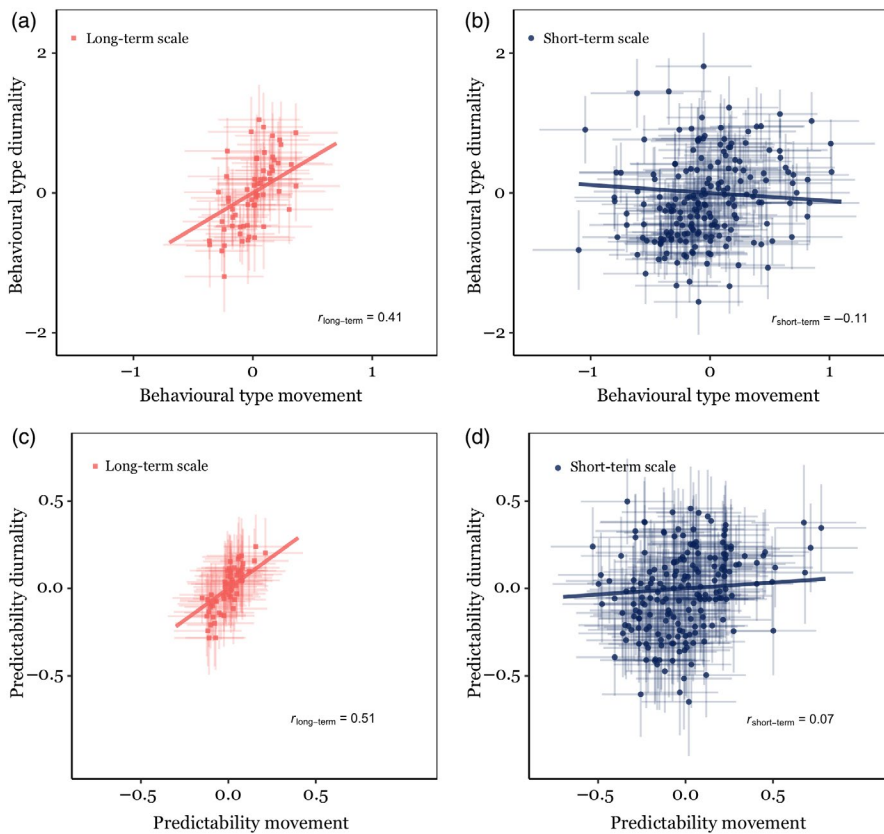 (a)
Long-term scale
2
0
−2
Behavioural type diurnality
r long−term = 0.41
−1 0 1
Behavioural type movement
(b)
Short-term scale
2
0
−2
Behavioural type diurnality
r short−term = −0.11
−1 0 1
Behavioural type movement
(c)
Long-term scale
0.5
0.0
−0.5
Predictability diurnality
r long−term = 0.51
−0.5 0.0 0.5
Predictability movement
(d)
Short-term scale
0.5
0.0
−0.5
Predictability diurnality
r short−term = 0.07
−0.5 0.0 0.5
Predictability movement